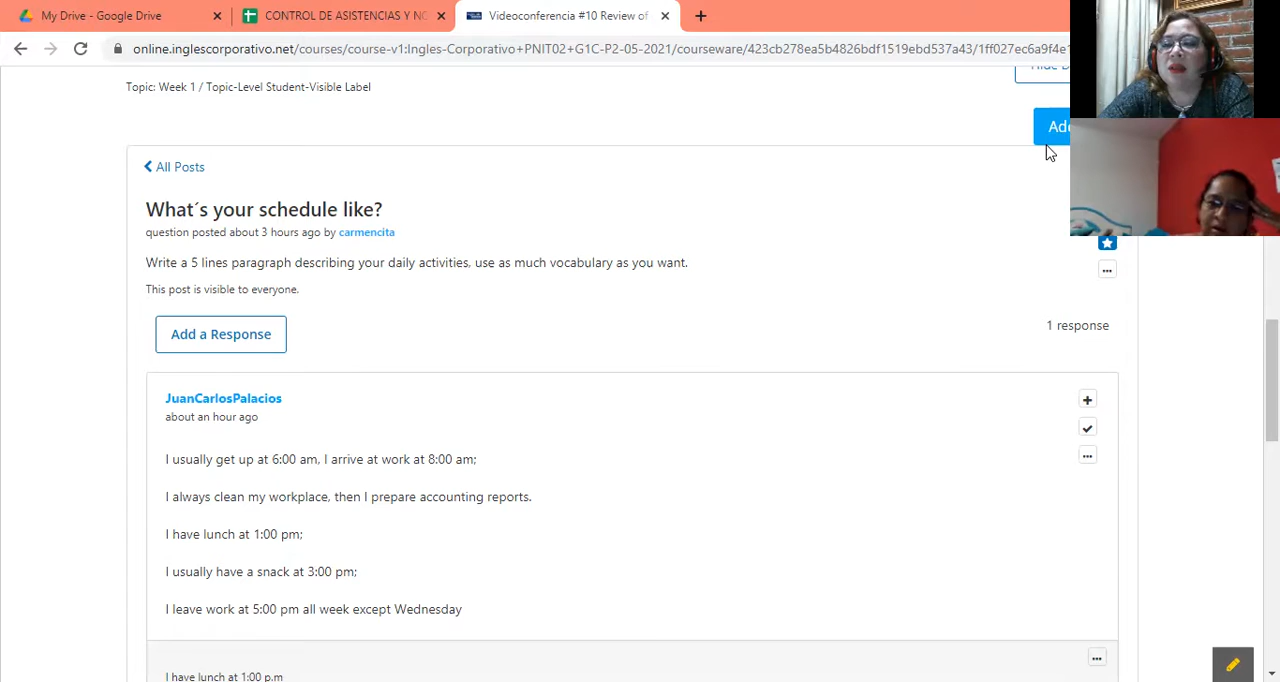 My Drive - Google Drive
CONTROL DE ASISTENCIAS Y NO
Videoconferencia #10 Review of
online.inglescorporativo.net/courses/course-v1:Ingles-Corporativo+PNIT02+G1C-P2-05-2021/courseware/423cb278ea5b4826bdf1519ebd537a43/1ff027ec6a9f4e1
Topic: Week 1 / Topic-Level Student-Visible Label
Hide
Add
All Posts
What´s your schedule like?
question posted about 3 hours ago by carmencita
Write a 5 lines paragraph describing your daily activities, use as much vocabulary as you want.
This post is visible to everyone.
Add a Response
1 response
JuanCarlosPalacios
about an hour ago
I usually get up at 6:00 am, I arrive at work at 8:00 am;
I always clean my workplace, then I prepare accounting reports.
I have lunch at 1:00 pm;
I usually have a snack at 3:00 pm;
I leave work at 5:00 pm all week except Wednesday
I have lunch at 1:00 p.m